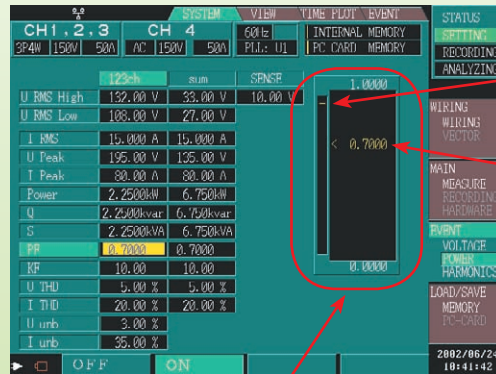 SYSTEM VIEW TIME PLOT EVENT
CH1,2,3 CH 4 60Hz INTERNAL MEMORY
3P4W 150V 50A AC 150V 50A PLL: U1 PC CARD MEMORY
123ch sum SENSE
U RMS High 132.00 V 33.00 V 10.00 V
U RMS Low 108.00 V 27.00 V
I RMS 15.000 A 15.000 A
U Peak 195.00 V 135.00 V
I Peak 80.00 A 80.00 A
Power 2.2500kW 6.750kW
Q 2.2500kvar 6.750kvar
S 2.2500kVA 6.750kVA
PF 0.7000 0.7000
KF 10.00 10.00
U THD 5.00 % 5.00 %
I THD 20.00 % 20.00 %
U unb 3.00 %
I unb 35.00 %
OFF ON
1.0000
< 0.7000
0.0000
STATUS
SETTING
RECORDING
ANALYZING
WIRING
WIRING
VECTOR
MAIN
MEASURE
RECORDING
HARDWARE
EVENT
VOLTAGE
POWER
HARMONICS
LOAD/SAVE
MEMORY
PC-CARD
2002/06/24
10:41:42